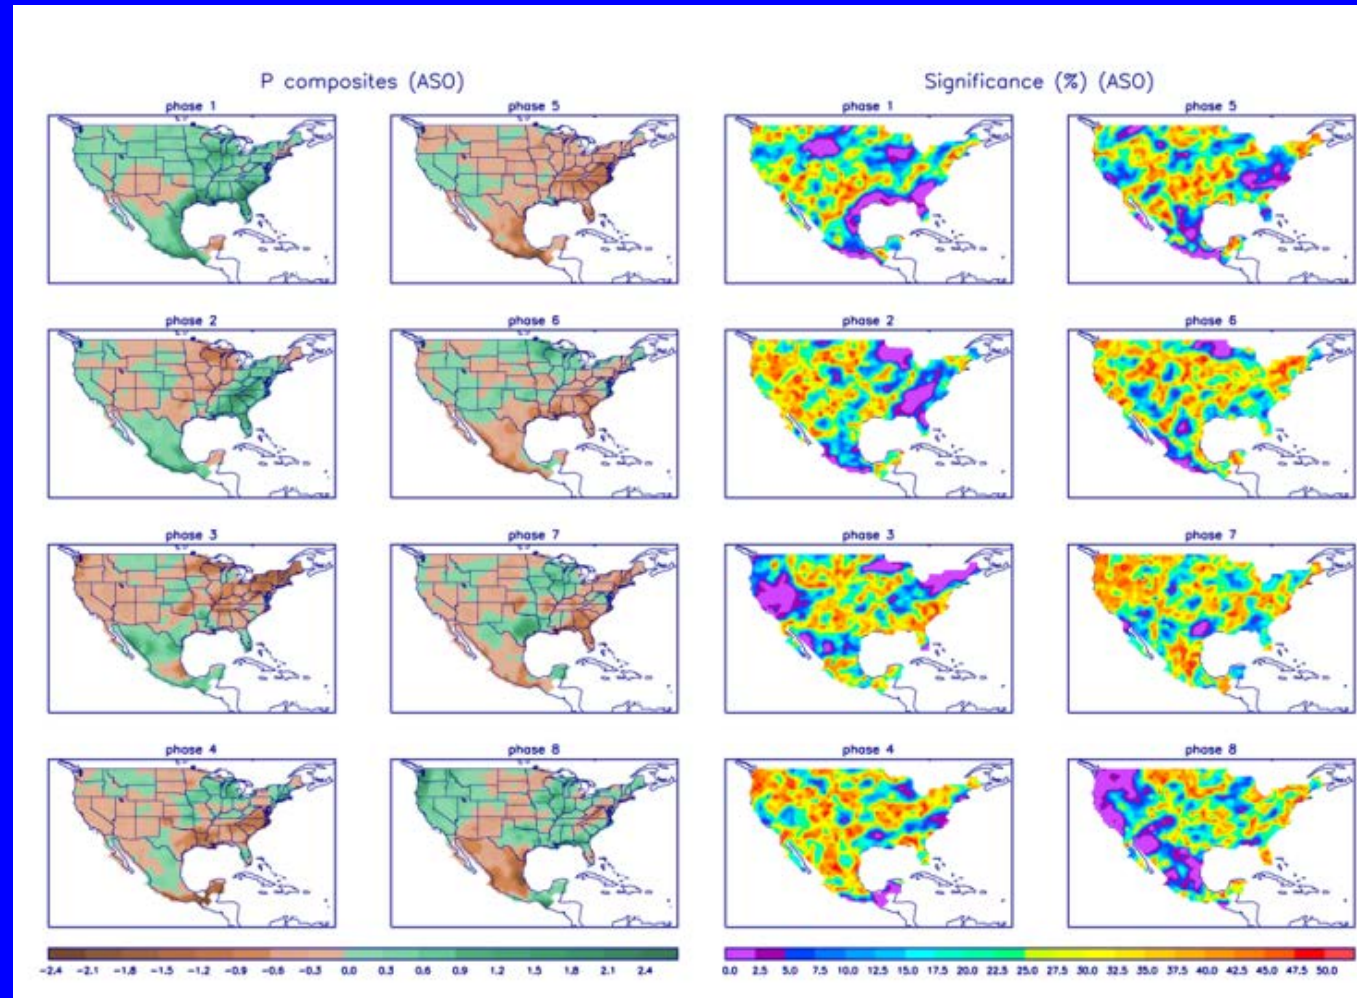 P composites (ASO)
Significance (%) (ASO)
phase 1
phase 5
phase 1
phase 5
phase 2
phase 6
phase 2
phase 6
phase 3
phase 7
phase 3
phase 7
phase 4
phase 8
phase 4
phase 8
-2.4 -2.1 -1.8 -1.5 -1.2 -0.9 -0.6 -0.3 0.0 0.3 0.6 0.9 1.2 1.5 1.8 2.1 2.4
0.0 2.5 5.0 7.5 10.0 12.5 15.0 17.5 20.0 22.5 25.0 27.5 30.0 32.5 35.0 37.5 40.0 42.5 45.0 47.5 50.0